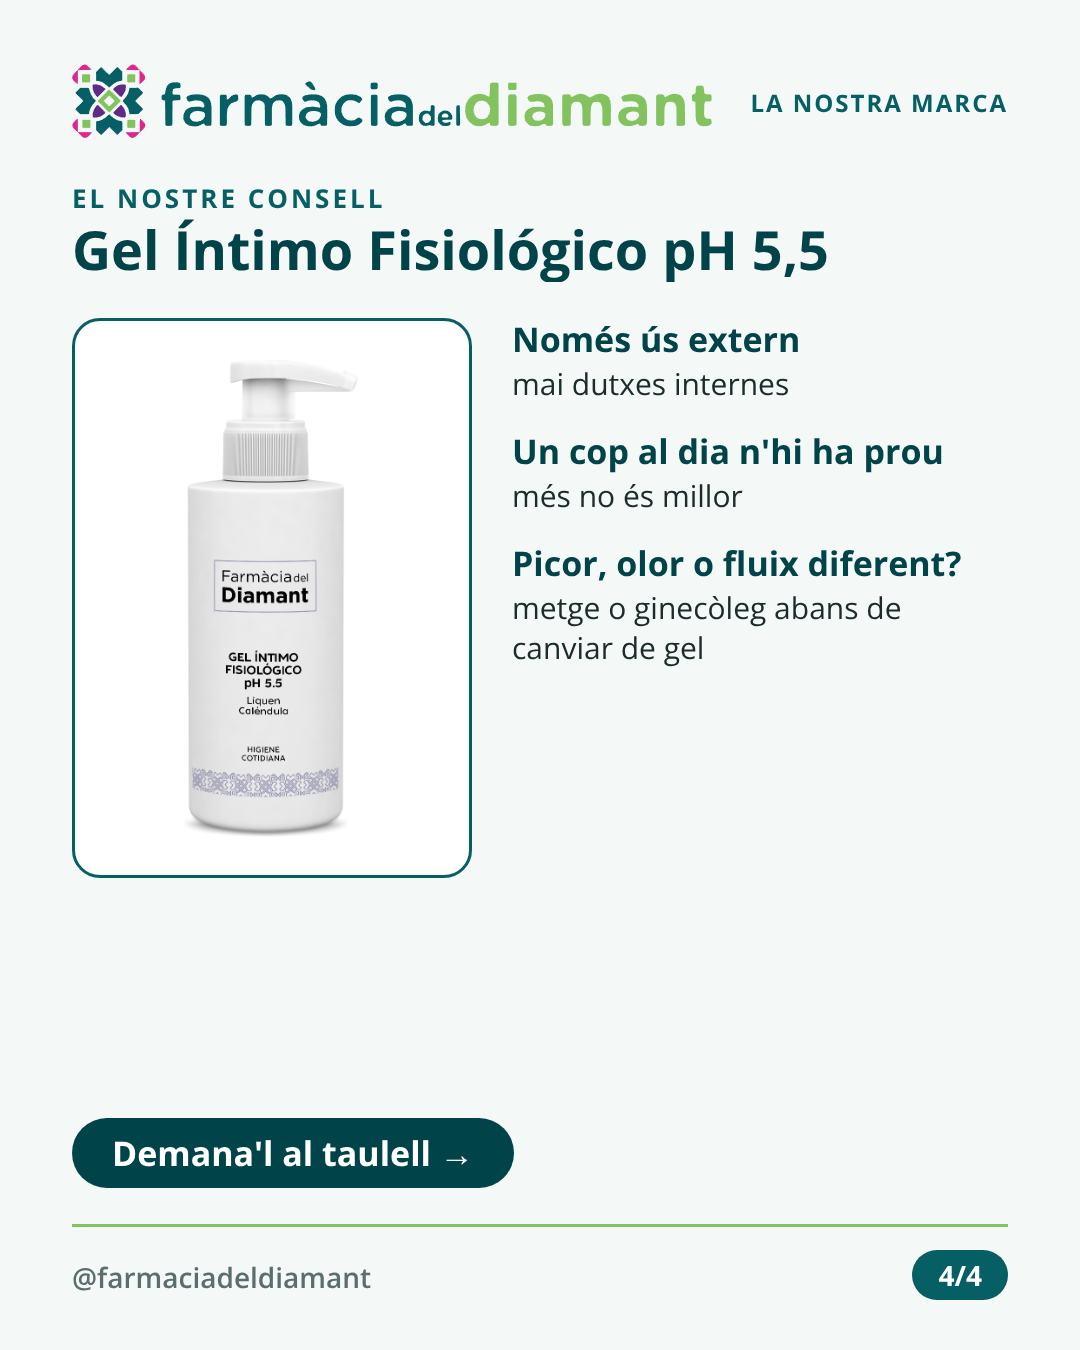 farmàciadeldiamant
LA NOSTRA MARCA
EL NOSTRE CONSELL
Gel Íntimo Fisiológico pH 5,5
Farmàciadel
Diamant
GEL ÍNTIMO
FISIOLÓGICO
pH 5.5
Liquen
Caléndula
HIGIENE
COTIDIANA
Només ús extern
mai dutxes internes
Un cop al dia n'hi ha prou
més no és millor
Picor, olor o fluix diferent?
metge o ginecòleg abans de
canviar de gel
Demana'l al taulell →
@farmaciadeldiamant
4/4